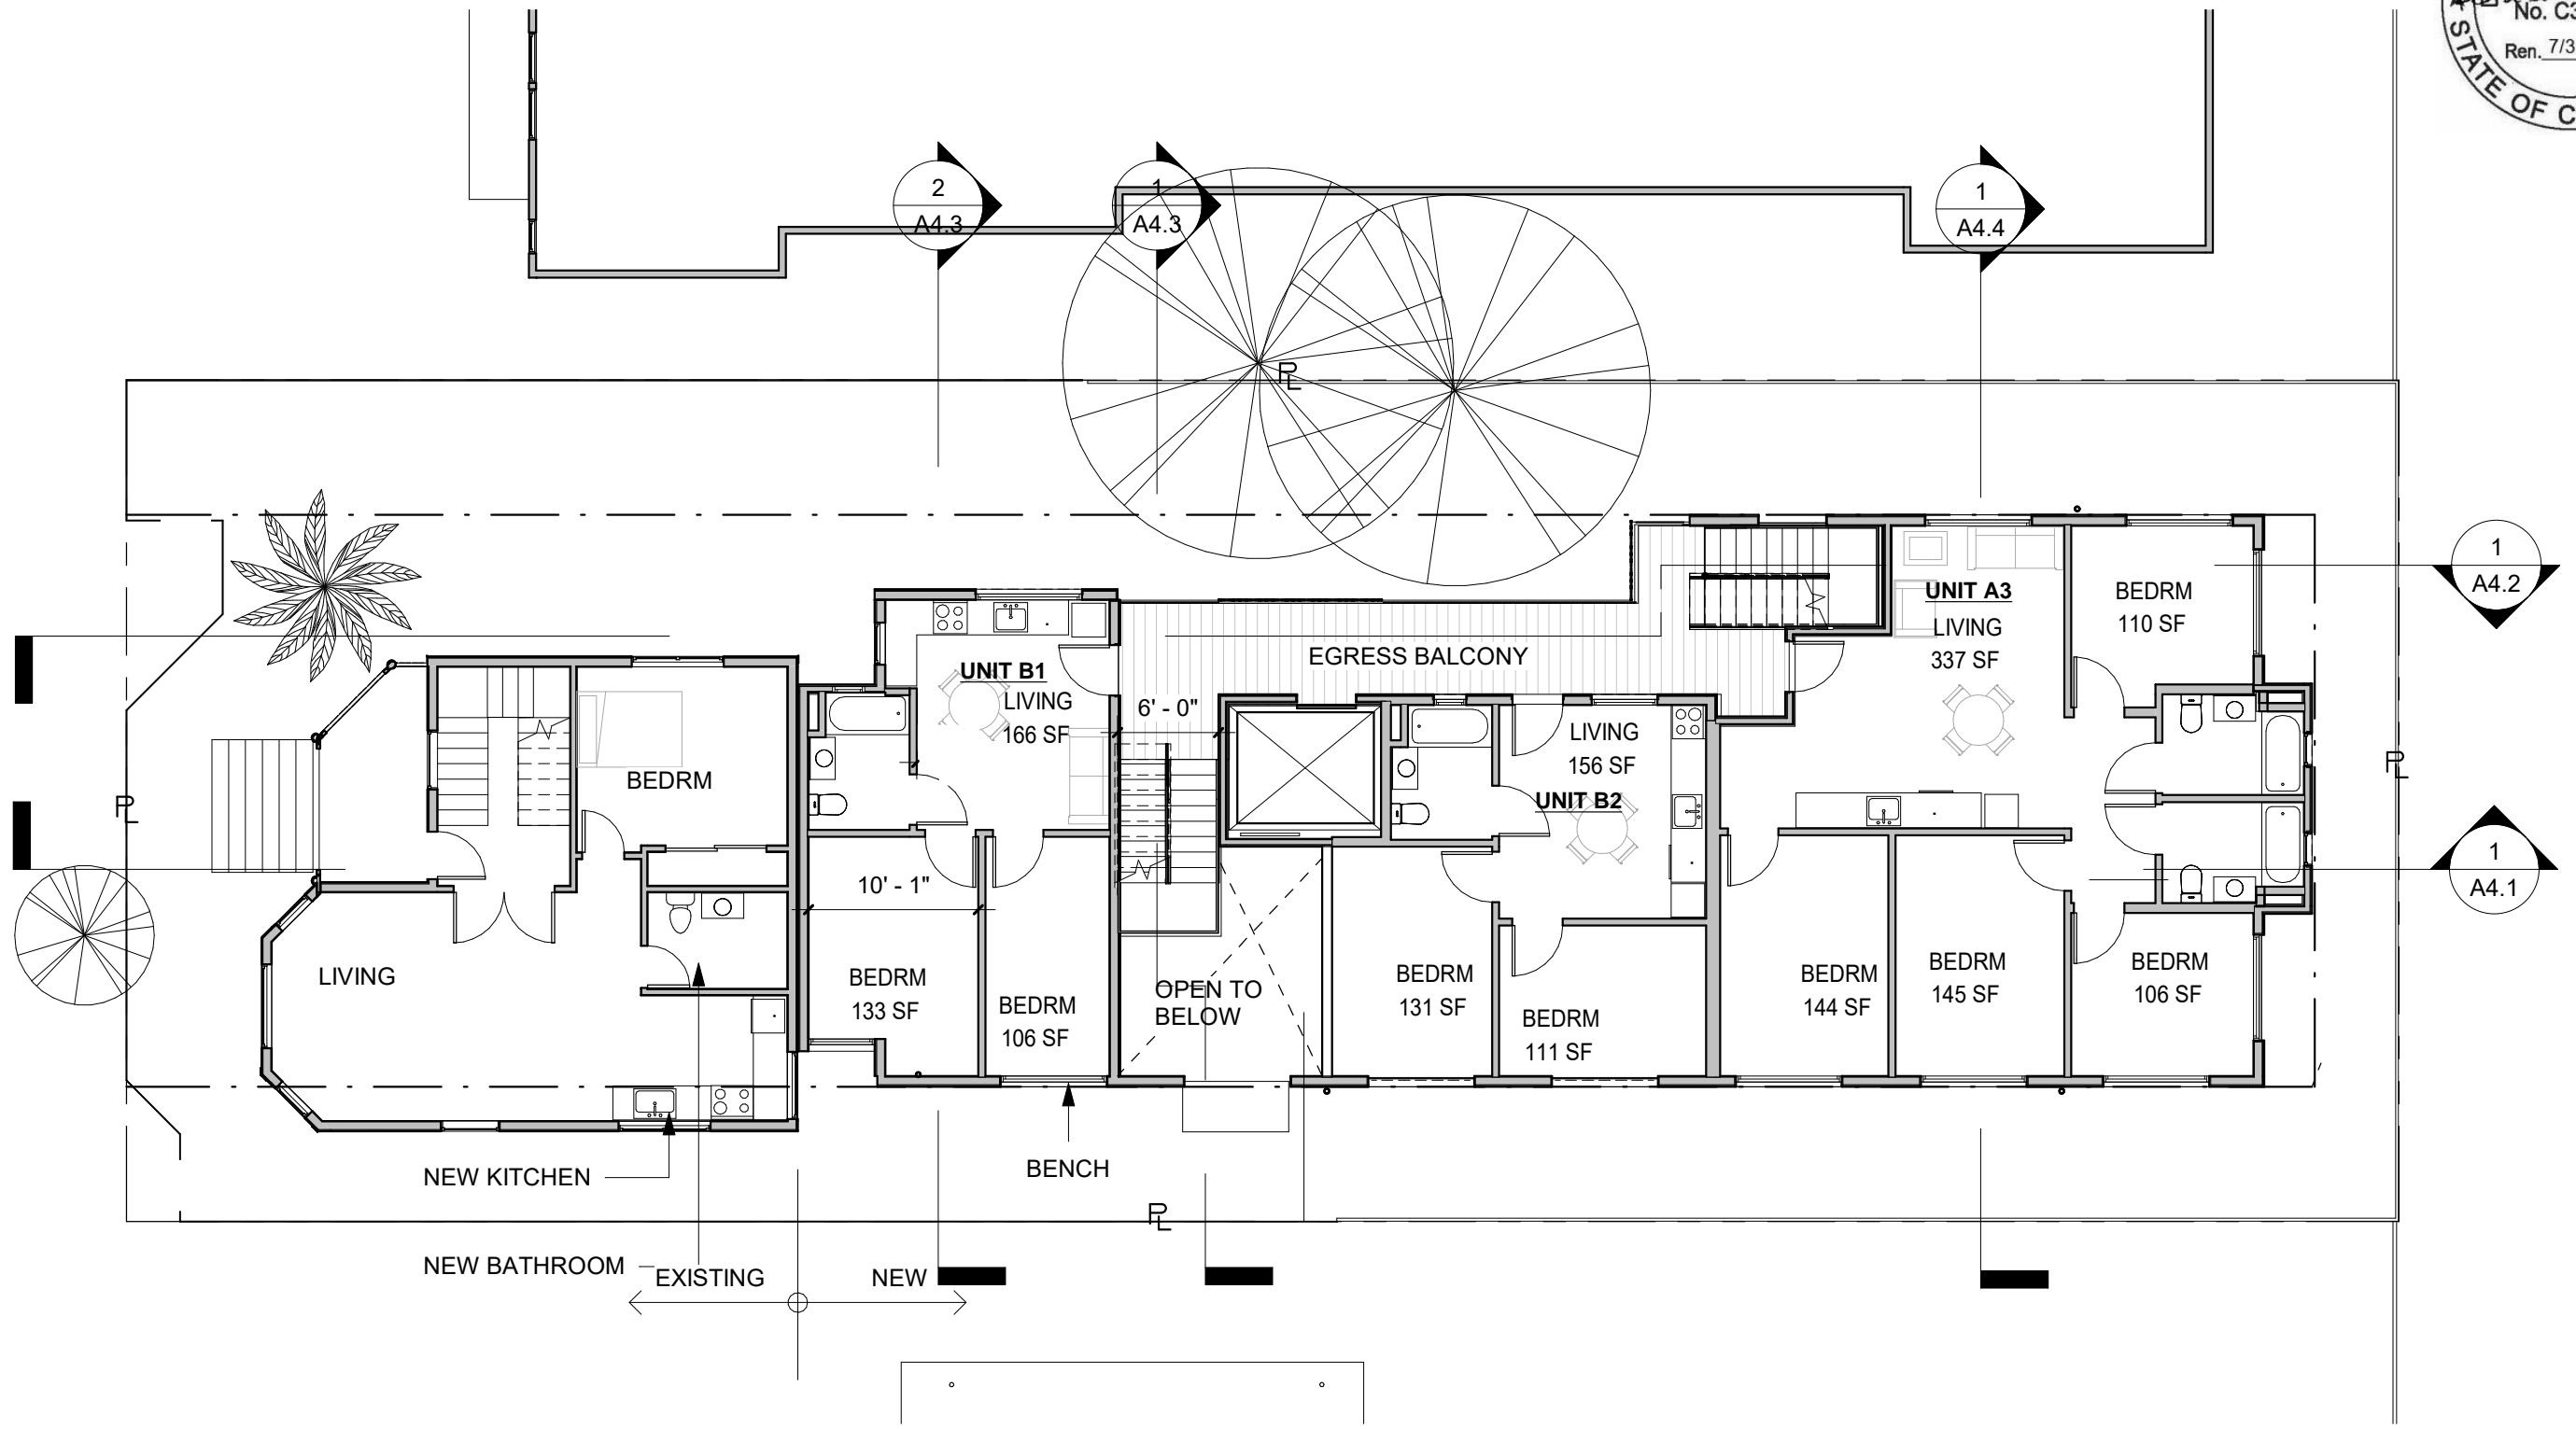 No. C3
Ren. 7/3
STATE OF C
2
A4.3
1
A4.3
1
A4.4
PL
1
A4.2
UNIT A3
LIVING
337 SF
BEDRM
110 SF
EGRESS BALCONY
UNIT B1
LIVING
166 SF
6' - 0"
LIVING
156 SF
UNIT B2
BEDRM
PL
PL
1
A4.1
10' - 1"
LIVING
BEDRM
133 SF
BEDRM
106 SF
OPEN TO
BELOW
BEDRM
131 SF
BEDRM
111 SF
BEDRM
144 SF
BEDRM
145 SF
BEDRM
106 SF
NEW KITCHEN
BENCH
PL
NEW BATHROOM
EXISTING
NEW